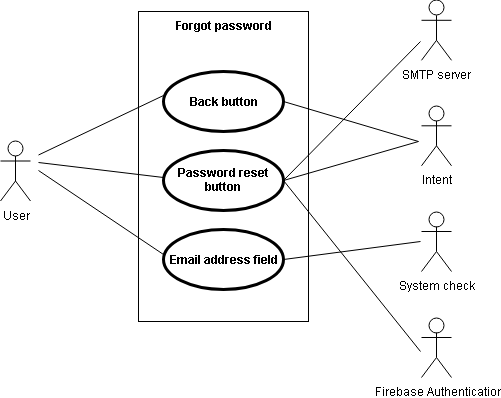 Forgot password
SMTP server
Back button
Intent
Password reset
button
User
Email address field
System check
Firebase Authentication